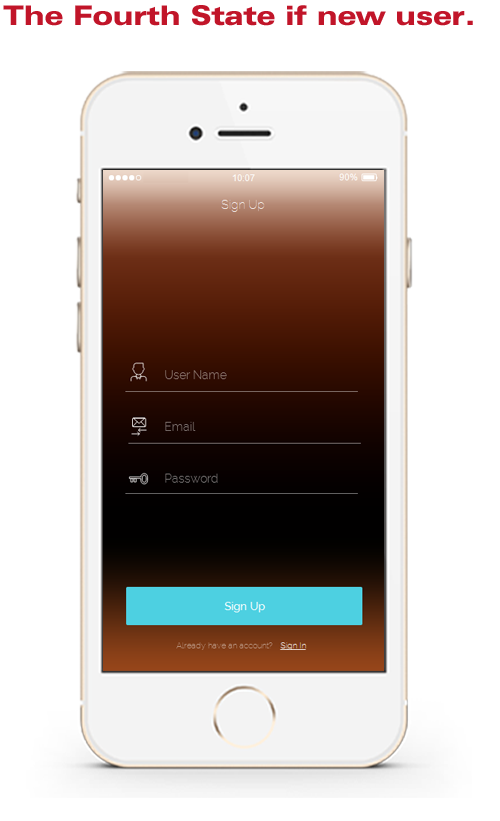 The Fourth State if new user.
10:07 90%
Sign Up
User Name
Email
Password
Sign Up
Already have an account? Sign In